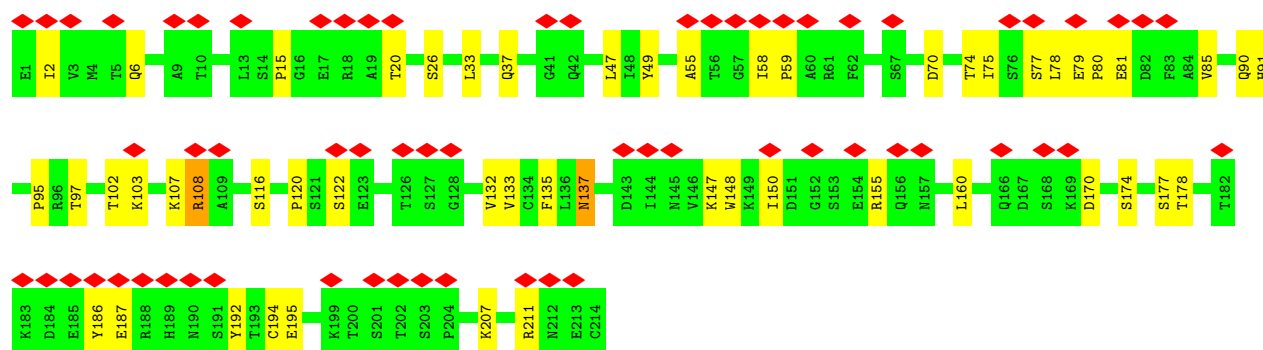 E1 I2 V3 M4 T5 Q6 A9 T10 L13 S14 P15 G16 E17 R18 A19 T20 S26 L33 Q37 G41 Q42 L47 I48 Y49 A55 T56 G57 I58 P59 A60 R61 F62 S67 D70 T74 I75 S76 S77 L78 E79 P80 E81 D82 F83 A84 V85 Q90 H91
P95 R96 T97 T102 K103 K107 R108 A109 S116 P120 S121 S122 E123 T126 S127 G128 V132 V133 C134 F135 L136 N137 D143 I144 N145 V146 K147 W148 K149 I150 D151 G152 S153 E154 R155 Q156 N157 L160 Q166 D167 S168 K169 D170 S174 S177 T178 T182
K183 D184 E185 Y186 E187 R188 H189 N190 S191 Y192 T193 C194 E195 K199 T200 S201 T202 S203 P204 K207 R211 N212 E213 C214